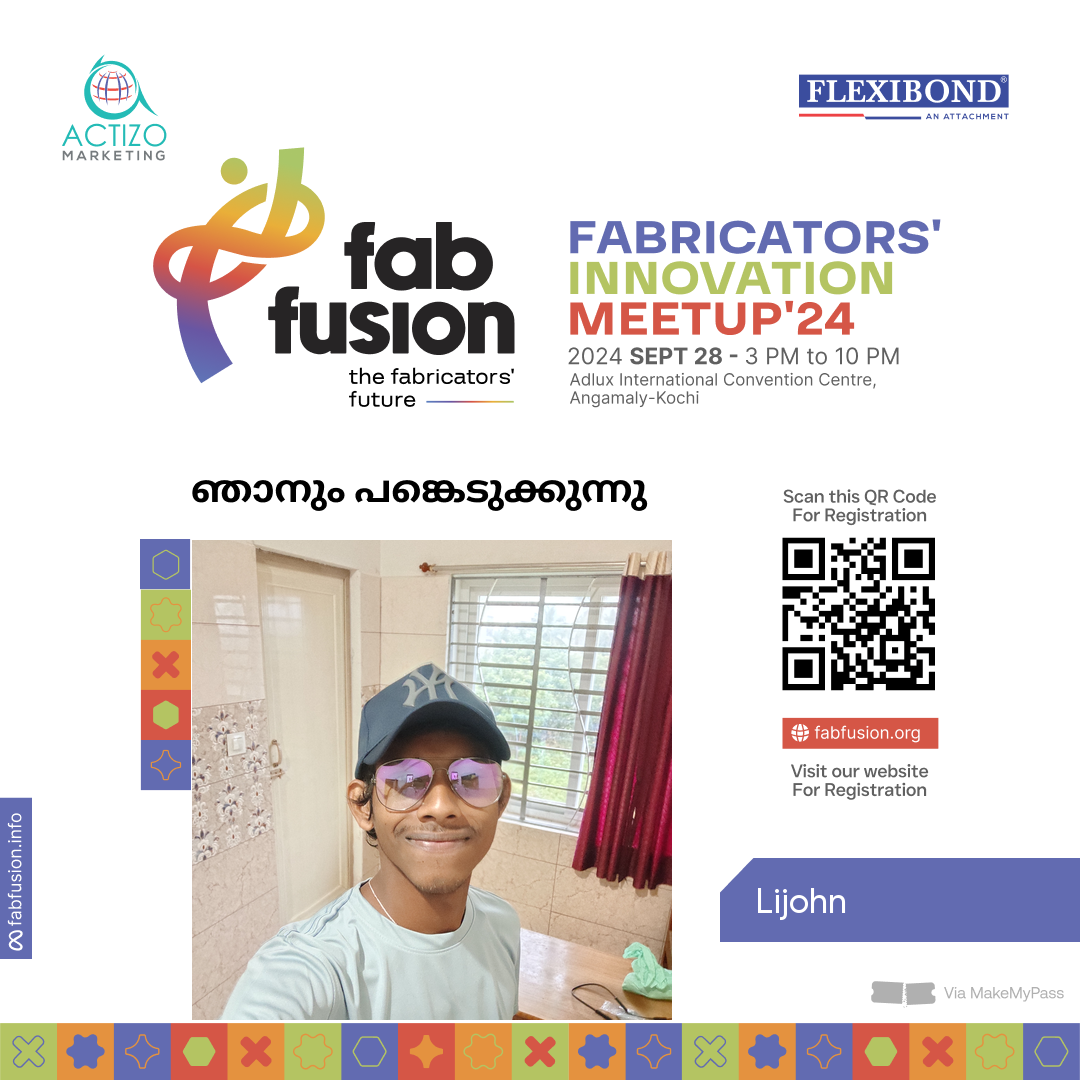 ACTIZO
MARKETING
FLEXIBOND®
AN ATTACHMENT
fab
fusion
the fabricators'
future
FABRICATORS'
INNOVATION
MEETUP'24
2024 SEPT 28 - 3 PM to 10 PM
Adlux International Convention Centre,
Angamaly-Kochi
ഞാനും പങ്കെടുക്കുന്നു
Scan this QR Code
For Registration
fabfusion.org
Visit our website
For Registration
fabfusion.info
Lijohn
Via MakeMyPass